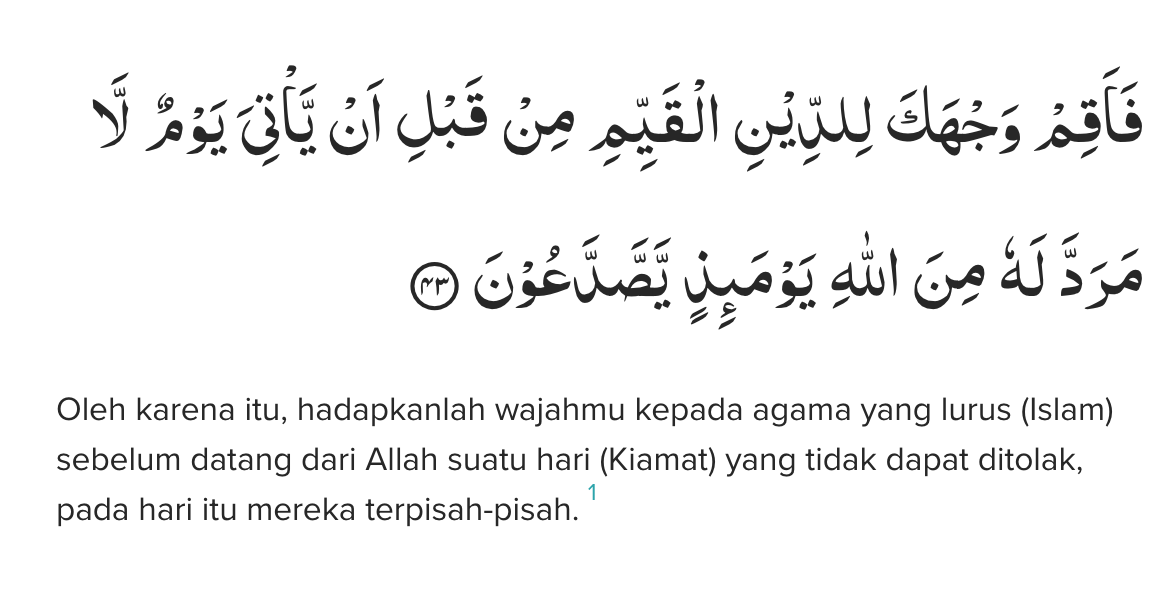 فَاَقِمْ وَجْهَكَ لِلدِّيْنِ الْقَيِّمِ مِنْ قَبْلِ اَنْ يَّأْتِيَ يَوْمٌ لَّا
مَرَدَّ لَهٗ مِنَ اللّٰهِ يَوْمَىِٕذٍ يَّصَّدَّعُوْنَ ۝٤٣
Oleh karena itu, hadapkanlah wajahmu kepada agama yang lurus (Islam)
sebelum datang dari Allah suatu hari (Kiamat) yang tidak dapat ditolak,
pada hari itu mereka terpisah-pisah. 1